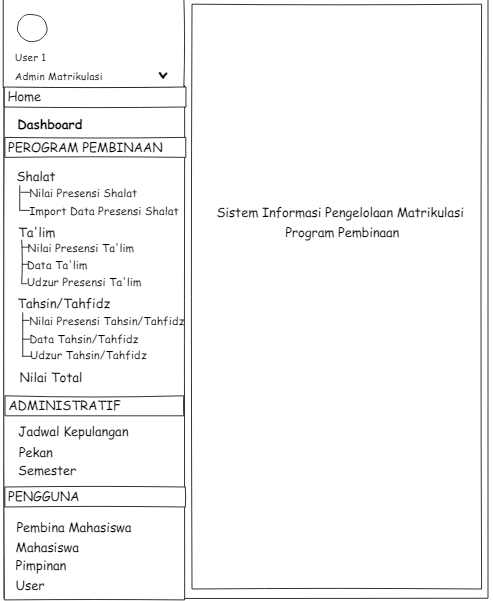 User 1
Admin Matrikulasi
Home
Dashboard
PEROGRAM PEMBINAAN
Shalat
Nilai Presensi Shalat
Import Data Presensi Shalat
Ta'lim
Nilai Presensi Ta'lim
Data Ta'lim
Udzur Presensi Ta'lim
Tahsin/Tahfidz
Nilai Presensi Tahsin/Tahfidz
Data Tahsin/Tahfidz
Udzur Tahsin/Tahfidz
Nilai Total
ADMINISTRATIF
Jadwal Kepulangan
Pekan
Semester
PENGGUNA
Pembina Mahasiswa
Mahasiswa
Pimpinan
User
Sistem Informasi Pengelolaan Matrikulasi
Program Pembinaan